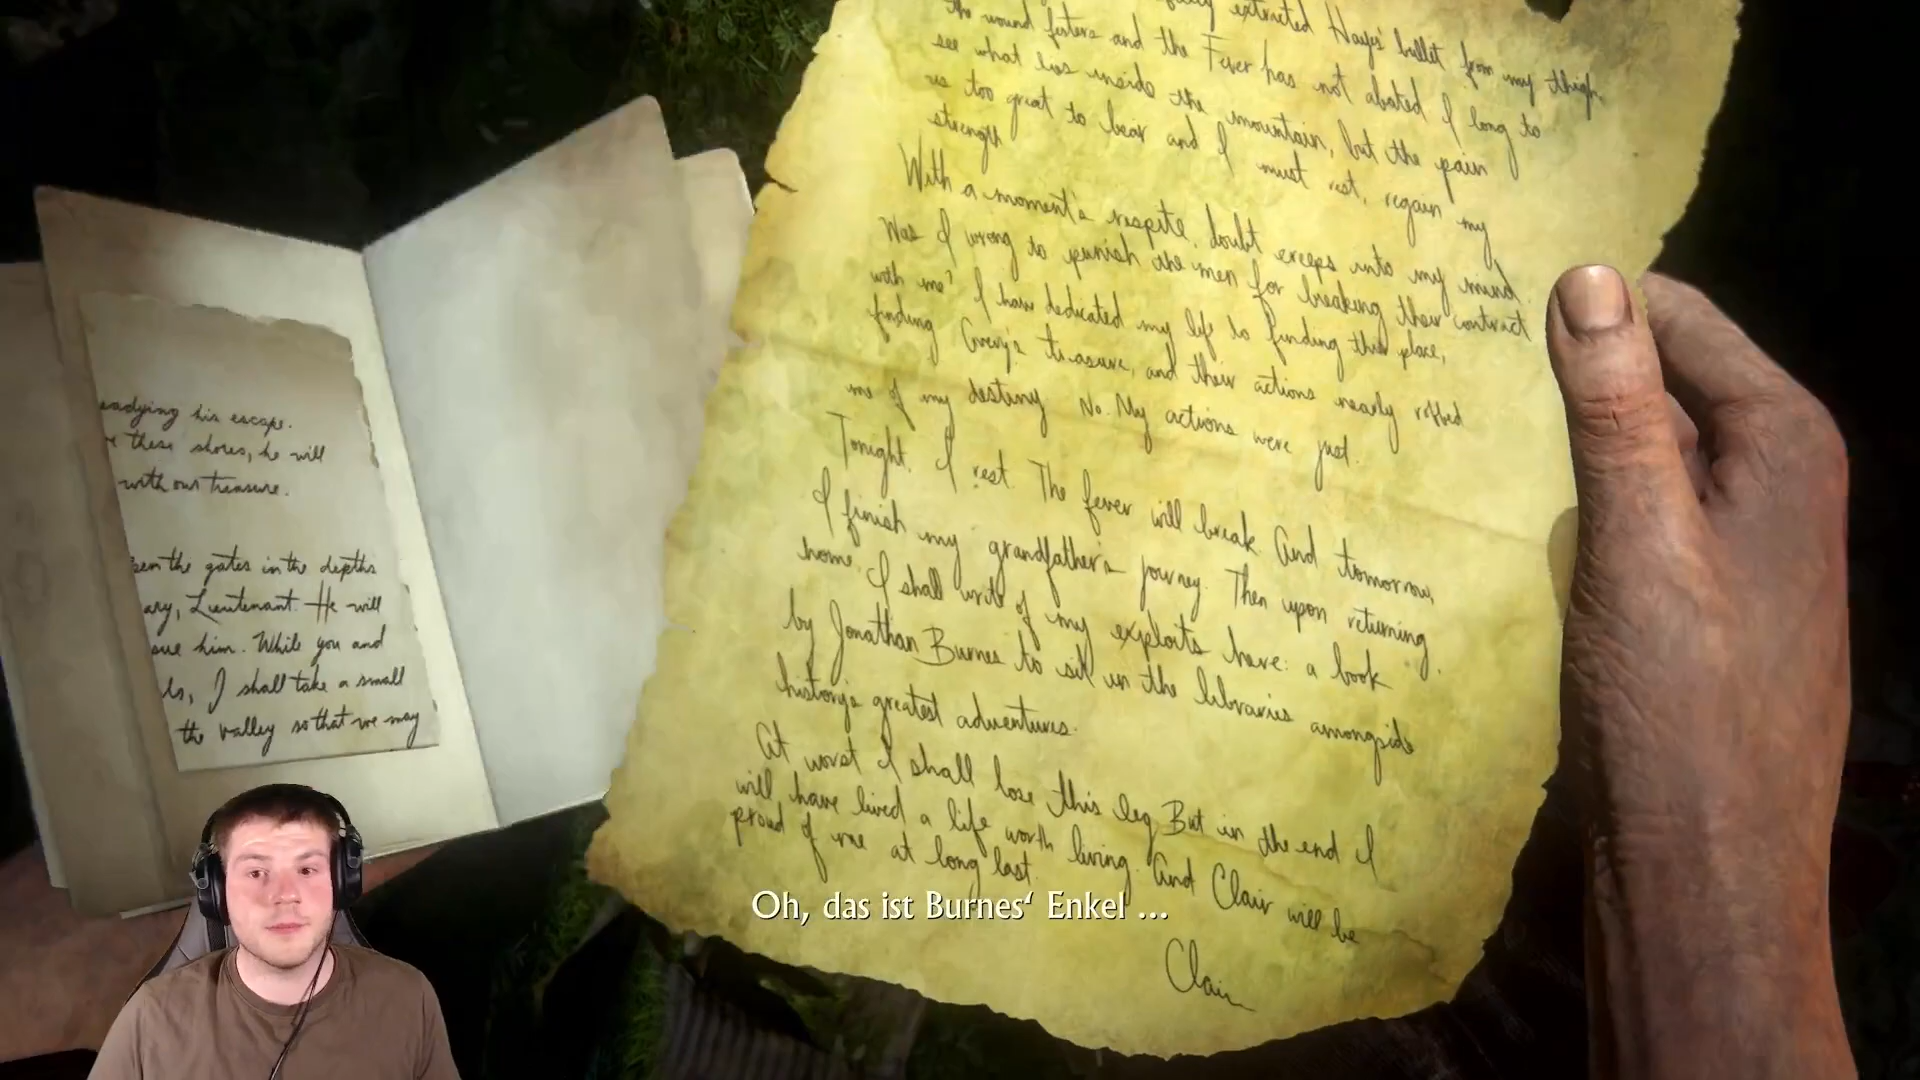 eadying his escape.
these shores, he will
with our treasure.
the gates in the depths
ary, Lieutenant. He will
sue him. While you and
ls, I shall take a small
the valley so that we may
extracted Hayes' bullet from my thigh,
the wound festers and the Fever has not abated I long to
see what lies inside the mountain, but the pain
is too great to bear and I must rest, regain my
strength
With a moment's respite, doubt creeps into my mind.
Was I wrong to punish the men for breaking their contract
with me? I have dedicated my life to finding this place,
finding Avery's treasure, and their actions nearly robbed
me of my destiny No. My actions were just.
Tonight, I rest. The fever will break. And tomorrow,
I finish my grandfather's journey. Then upon returning
home I shall write of my exploits here: a book
by Jonathan Burnes to sit in the libraries amongside
history's greatest adventures.
At worst I shall lose this leg. But in the end I
will have lived a life worth living. And Clair will be
proud of me at long last.
Oh, das ist Burnes‘ Enkel ...
Clair